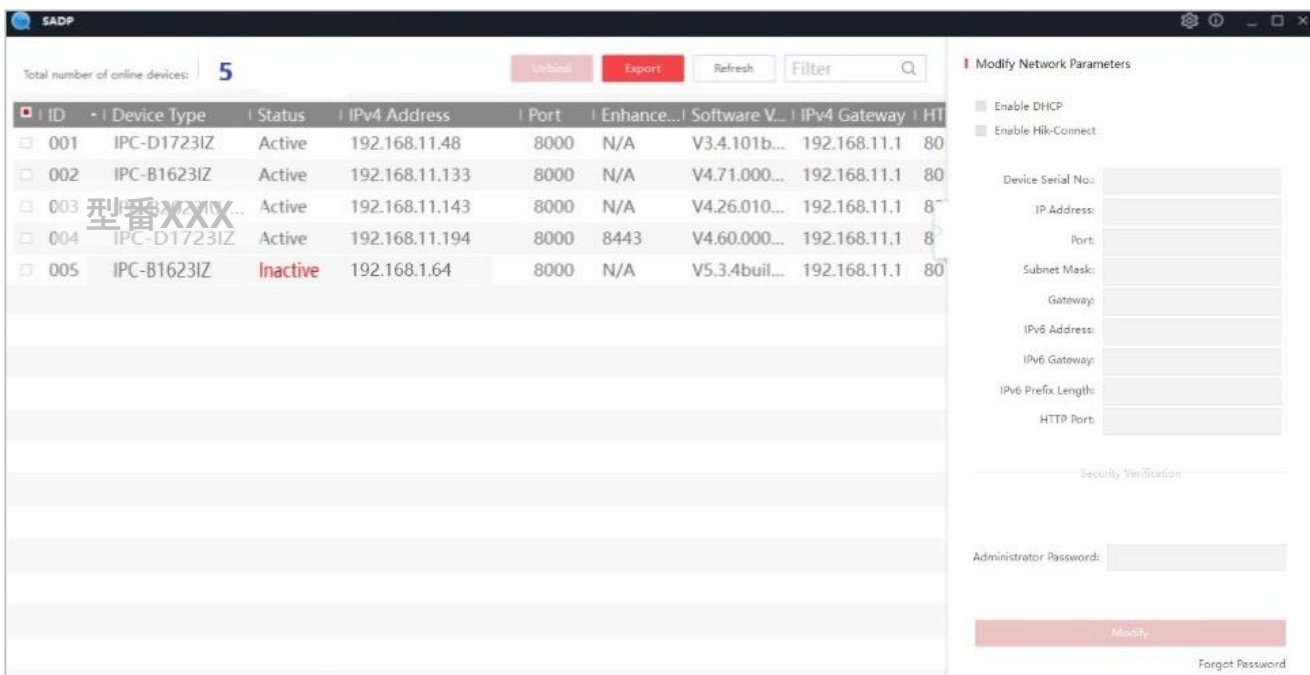 SADP
Total number of online devices: 5
Unbind Export Refresh Filter
ID Device Type Status IPv4 Address Port Enhance... Software V... IPv4 Gateway HT
001 IPC-D1723IZ Active 192.168.11.48 8000 N/A V3.4.101b... 192.168.11.1 80
002 IPC-B1623IZ Active 192.168.11.133 8000 N/A V4.71.000... 192.168.11.1 80
003 型番XXX Active 192.168.11.143 8000 N/A V4.26.010... 192.168.11.1 8
004 IPC-D1723IZ Active 192.168.11.194 8000 8443 V4.60.000... 192.168.11.1 8
005 IPC-B1623IZ Inactive 192.168.1.64 8000 N/A V5.3.4buil... 192.168.11.1 80
Modify Network Parameters
Enable DHCP
Enable Hik-Connect
Device Serial No.:
IP Address:
Port:
Subnet Mask:
Gateway:
IPv6 Address:
IPv6 Gateway:
IPv6 Prefix Length:
HTTP Port:
Security Verification
Administrator Password:
Modify
Forgot Password